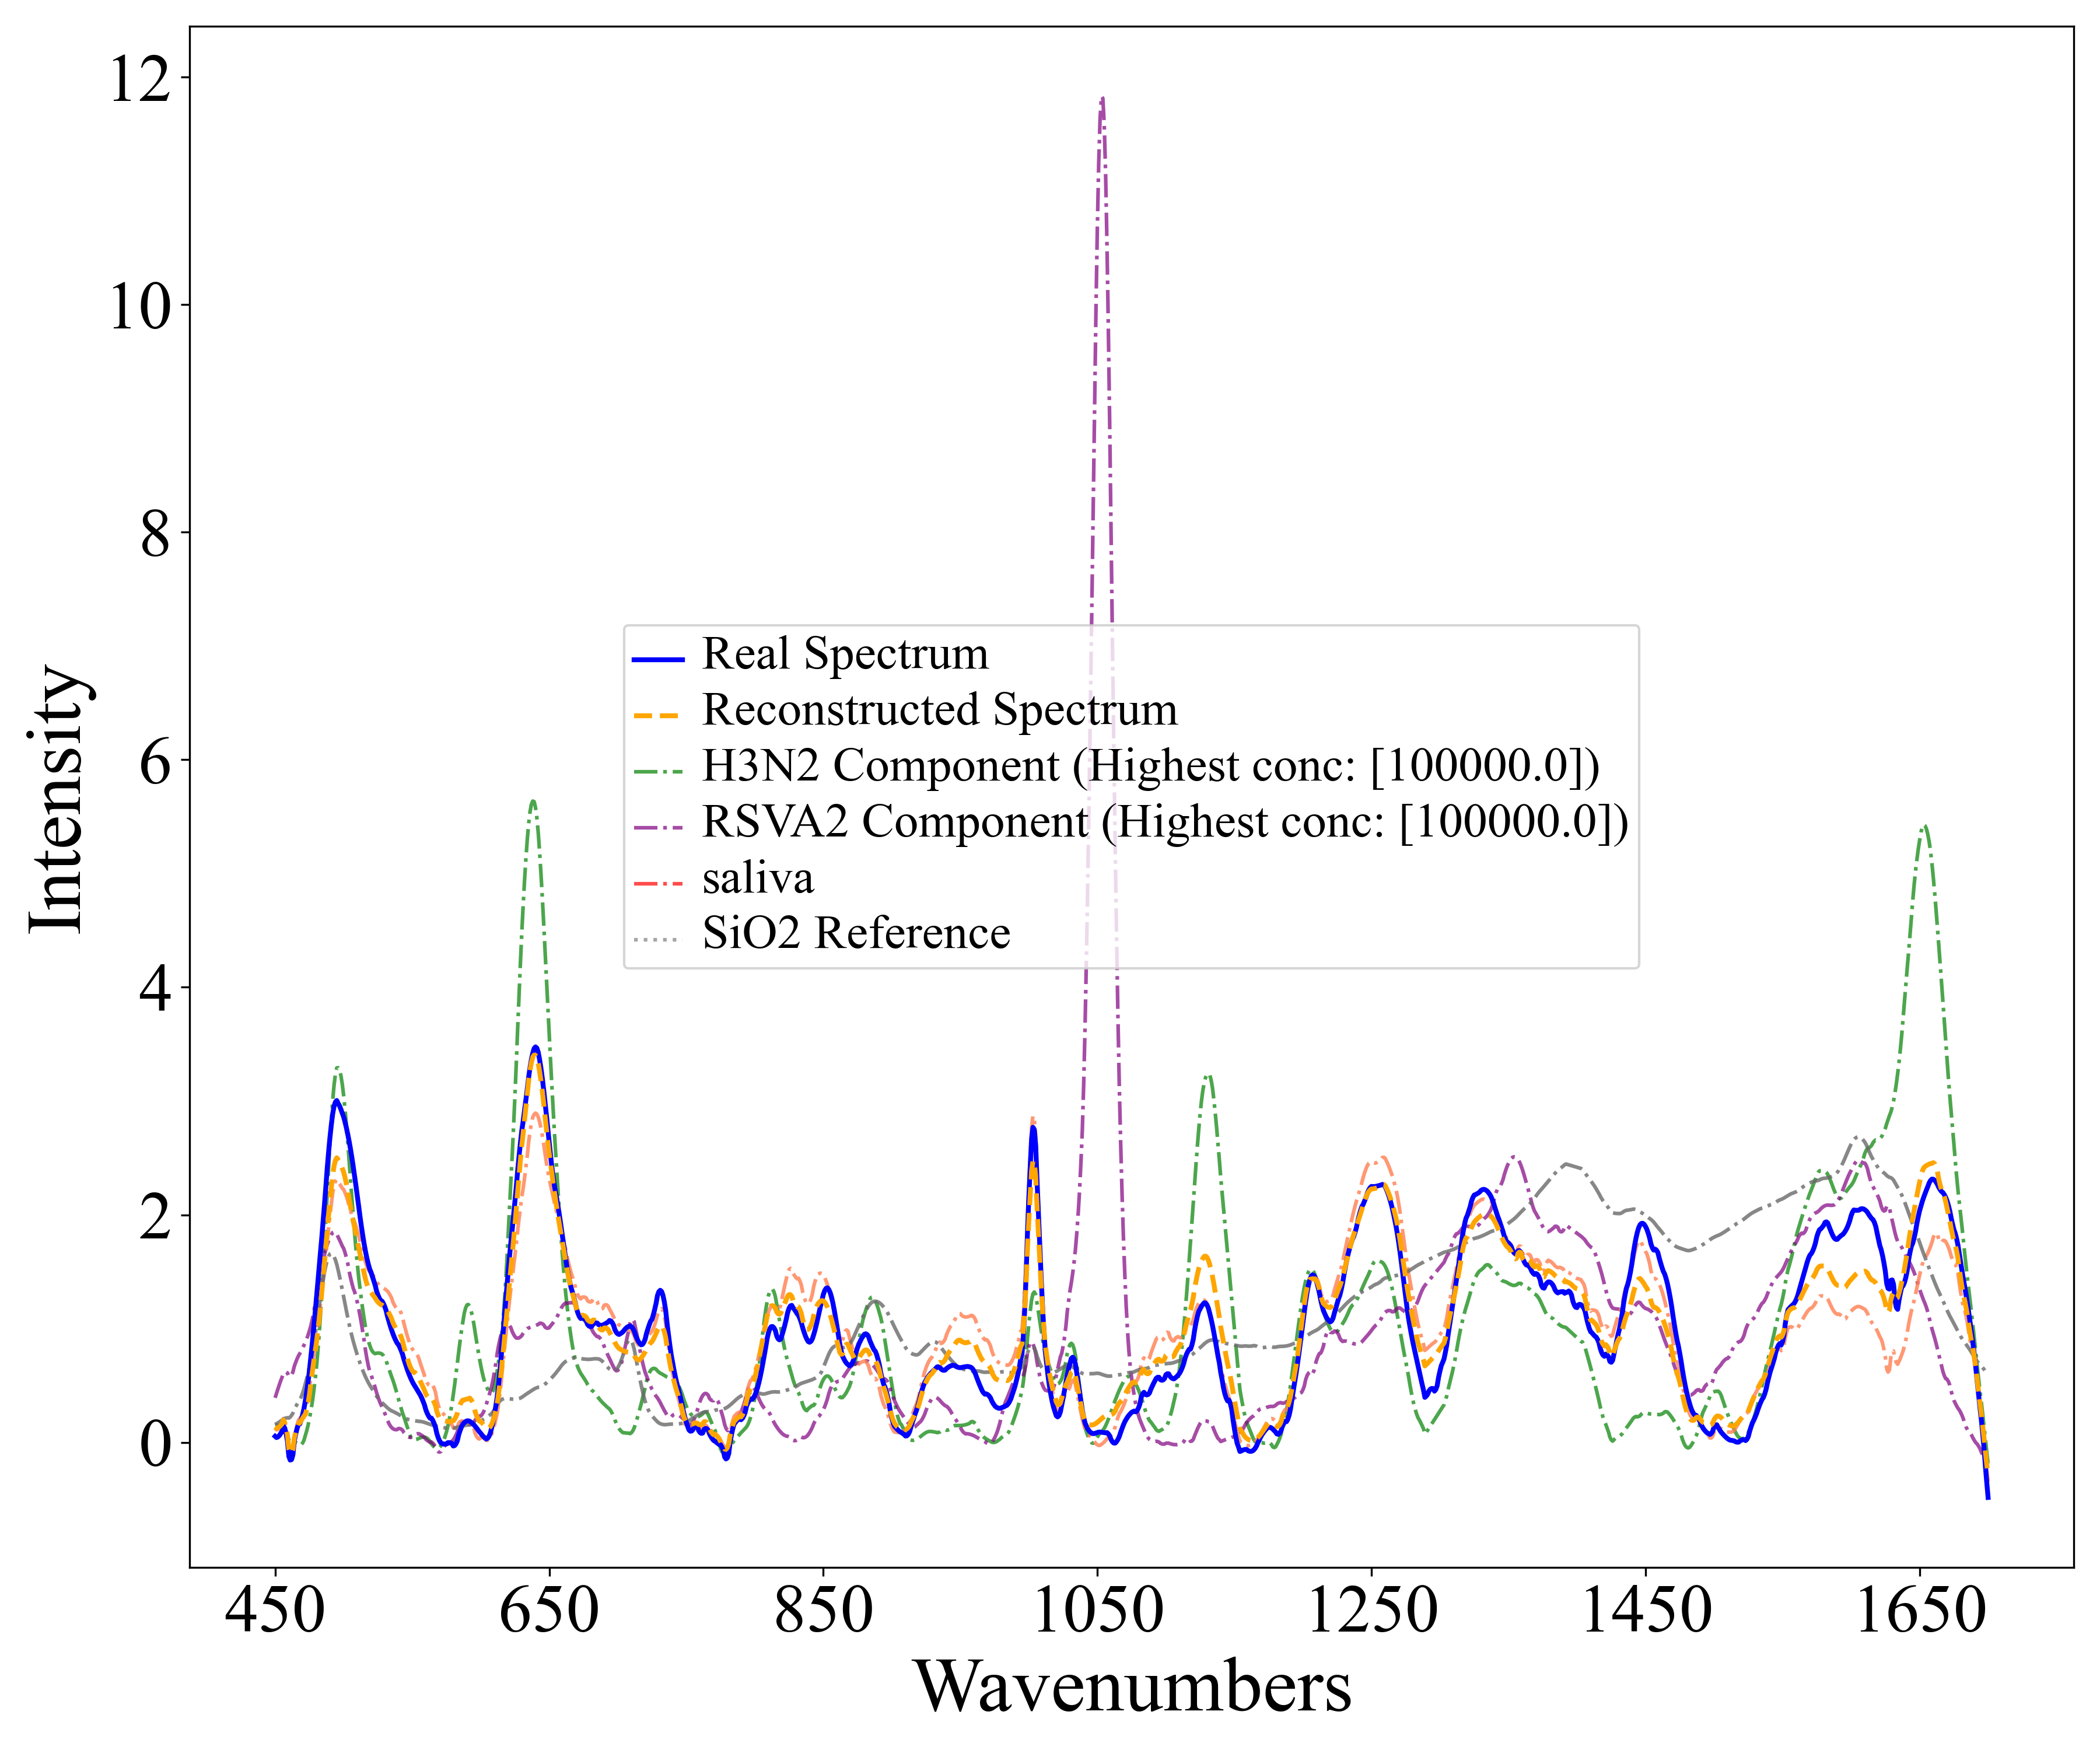 12
10
8
6
4
2
0
Intensity
Real Spectrum
Reconstructed Spectrum
H3N2 Component (Highest conc: [100000.0])
RSVA2 Component (Highest conc: [100000.0])
saliva
SiO2 Reference
450 650 850 1050 1250 1450 1650
Wavenumbers